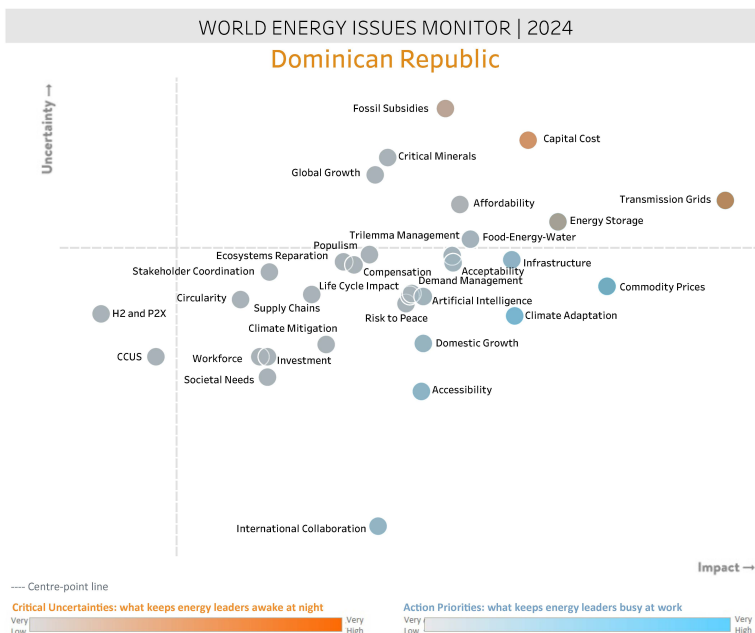 WORLD ENERGY ISSUES MONITOR | 2024
Dominican Republic
Uncertainty →
Fossil Subsidies
Capital Cost
Critical Minerals
Global Growth
Transmission Grids
Affordability
Energy Storage
Trilemma Management
Food-Energy-Water
Populism
Ecosystems Reparation
Infrastructure
Stakeholder Coordination
Compensation
Acceptability
Demand Management
Life Cycle Impact
Commodity Prices
Circularity
Artificial Intelligence
Supply Chains
H2 and P2X
Risk to Peace
Climate Adaptation
Climate Mitigation
Domestic Growth
CCUS
Workforce
Investment
Societal Needs
Accessibility
International Collaboration
Impact →
---- Centre-point line
Critical Uncertainties: what keeps energy leaders awake at night
Action Priorities: what keeps energy leaders busy at work
Very Low
Very High
Very Low
Very High